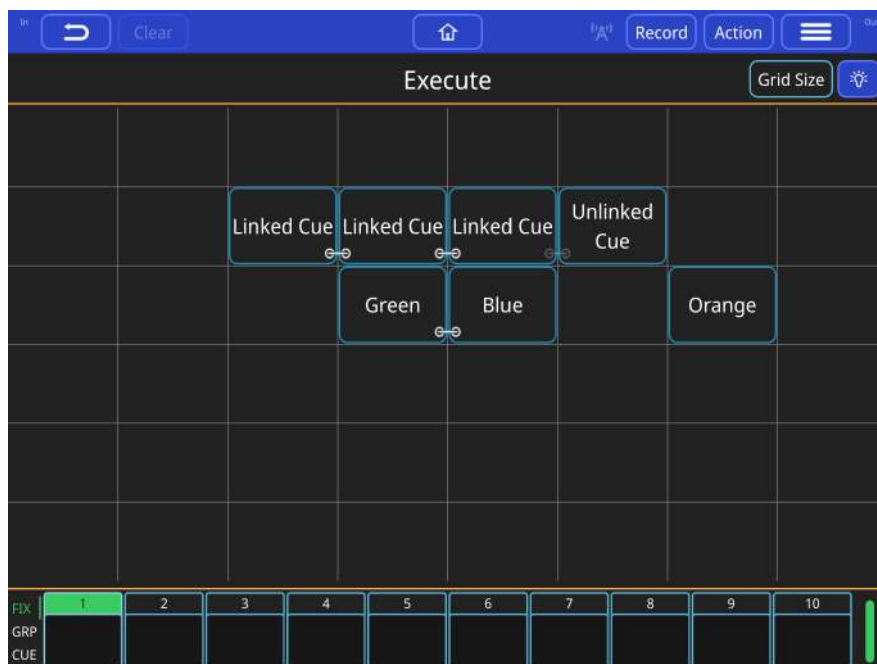 In
Clear
Record
Action
Execute
Grid Size
Linked Cue
Linked Cue
Linked Cue
Unlinked
Cue
Green
Blue
Orange
FIX
1
2
3
4
5
6
7
8
9
10
GRP
CUE